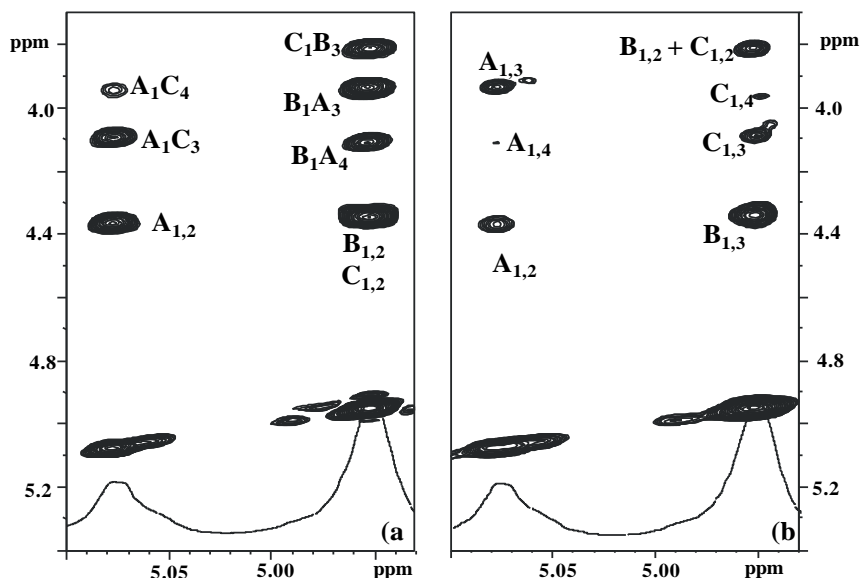 ppm
4.0
4.4
4.8
5.2
C1B3
A1C4
B1A3
A1C3
B1A4
A1,2
B1,2
C1,2
(a
5.05
5.00
ppm
B1,2 + C1,2
A1,3
C1,4
A1,4
C1,3
B1,3
A1,2
(b)
5.05
5.00
ppm
ppm
4.0
4.4
4.8
5.2